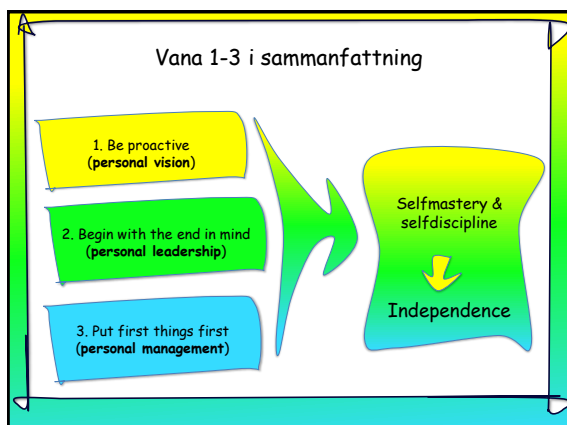 Vana 1-3 i sammanfattning
1. Be proactive
(personal vision)
2. Begin with the end in mind
(personal leadership)
3. Put first things first
(personal management)
Selfmastery &
selfdiscipline
Independence